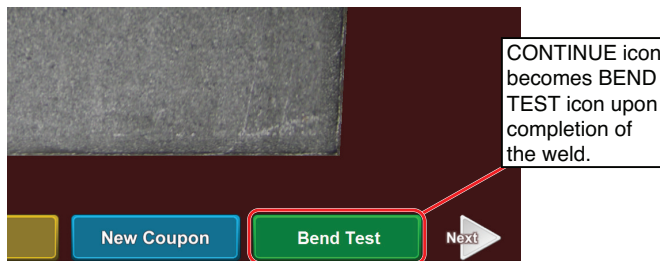 CONTINUE icon
becomes BEND
TEST icon upon
completion of
the weld.
New Coupon
Bend Test
Next